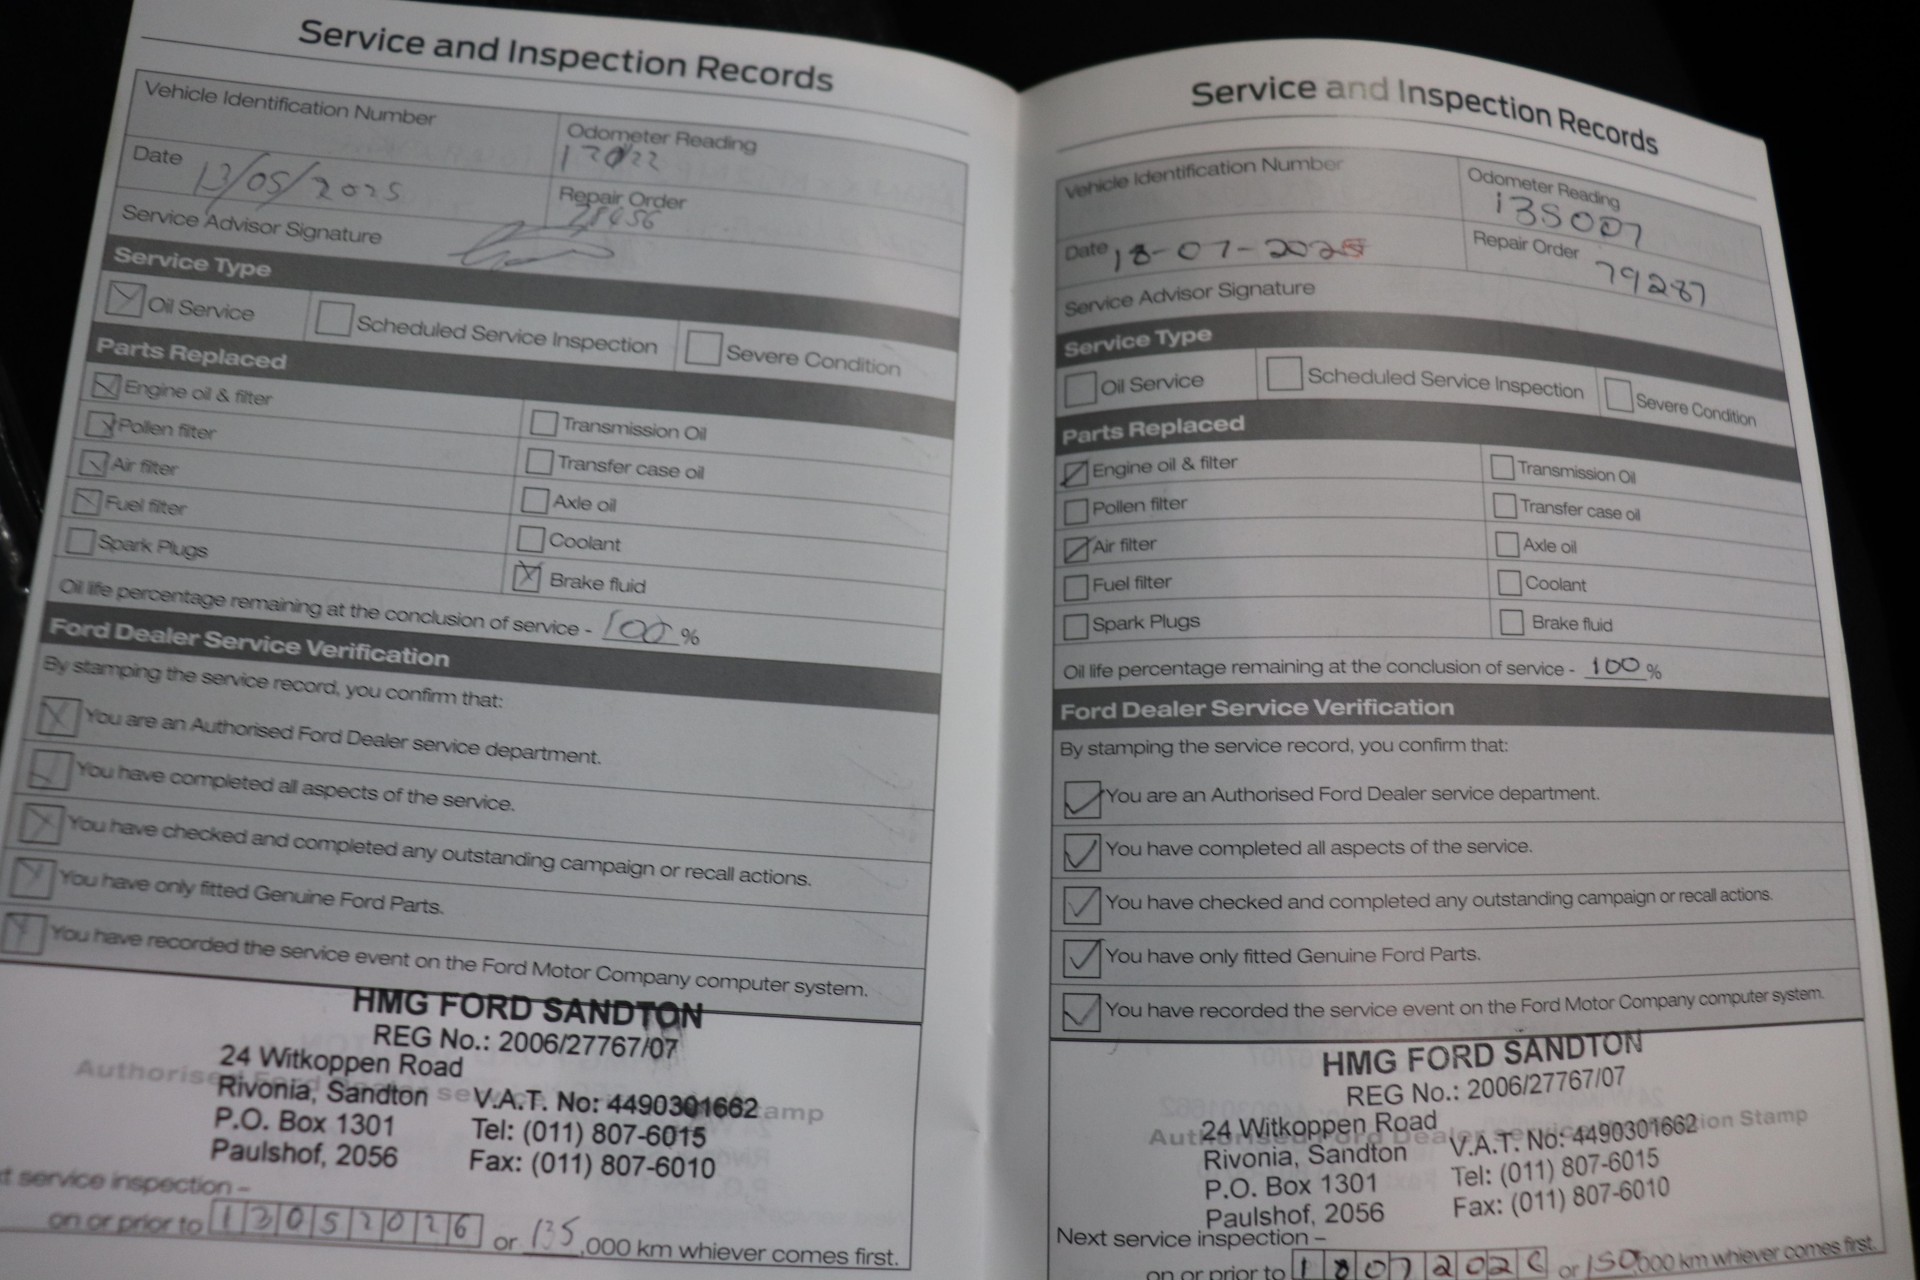 Service and Inspection Records
Vehicle Identification Number
Odometer Reading
Date 13/05/2025
Repair Order
Service Advisor Signature
Service Type
Oil Service
Scheduled Service Inspection
Severe Condition
Parts Replaced
Engine oil & filter
Transmission Oil
Pollen filter
Transfer case oil
Air filter
Axle oil
Fuel filter
Coolant
Spark Plugs
Brake fluid
Oil life percentage remaining at the conclusion of service - 100 %
Ford Dealer Service Verification
By stamping the service record, you confirm that:
You are an Authorised Ford Dealer service department.
You have completed all aspects of the service.
You have checked and completed any outstanding campaign or recall actions.
You have only fitted Genuine Ford Parts.
You have recorded the service event on the Ford Motor Company computer system.
HMG FORD SANDTON
REG No.: 2006/27767/07
24 Witkoppen Road
Rivonia, Sandton V.A.T. No: 4490301662
P.O. Box 1301 Tel: (011) 807-6015
Paulshof, 2056 Fax: (011) 807-6010
service inspection –
on or prior to 13052026 or 135,000 km whiever comes first.
Service and Inspection Records
Vehicle Identification Number
Odometer Reading
135007
Date 18-07-2025
Repair Order 79287
Service Advisor Signature
Service Type
Oil Service
Scheduled Service Inspection
Severe Condition
Parts Replaced
Engine oil & filter
Transmission Oil
Pollen filter
Transfer case oil
Air filter
Axle oil
Fuel filter
Coolant
Spark Plugs
Brake fluid
Oil life percentage remaining at the conclusion of service - 100 %
Ford Dealer Service Verification
By stamping the service record, you confirm that:
You are an Authorised Ford Dealer service department.
You have completed all aspects of the service.
You have checked and completed any outstanding campaign or recall actions.
You have only fitted Genuine Ford Parts.
You have recorded the service event on the Ford Motor Company computer system.
HMG FORD SANDTON
REG No.: 2006/27767/07
24 Witkoppen Road
Rivonia, Sandton V.A.T. No: 4490301662
P.O. Box 1301 Tel: (011) 807-6015
Paulshof, 2056 Fax: (011) 807-6010
Next service inspection –
on or prior to 18072026 or 150,000 km whiever comes first.